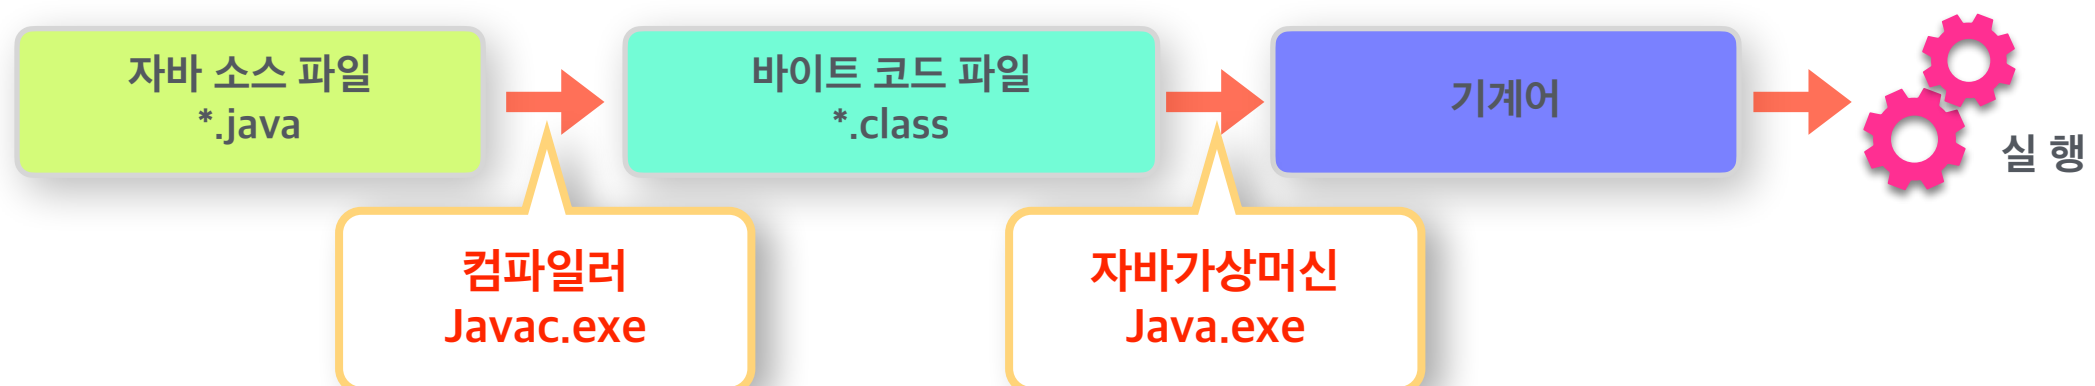 자바 소스 파일
*.java
바이트 코드 파일
*.class
기계어
실 행
컴파일러
Javac.exe
자바가상머신
Java.exe